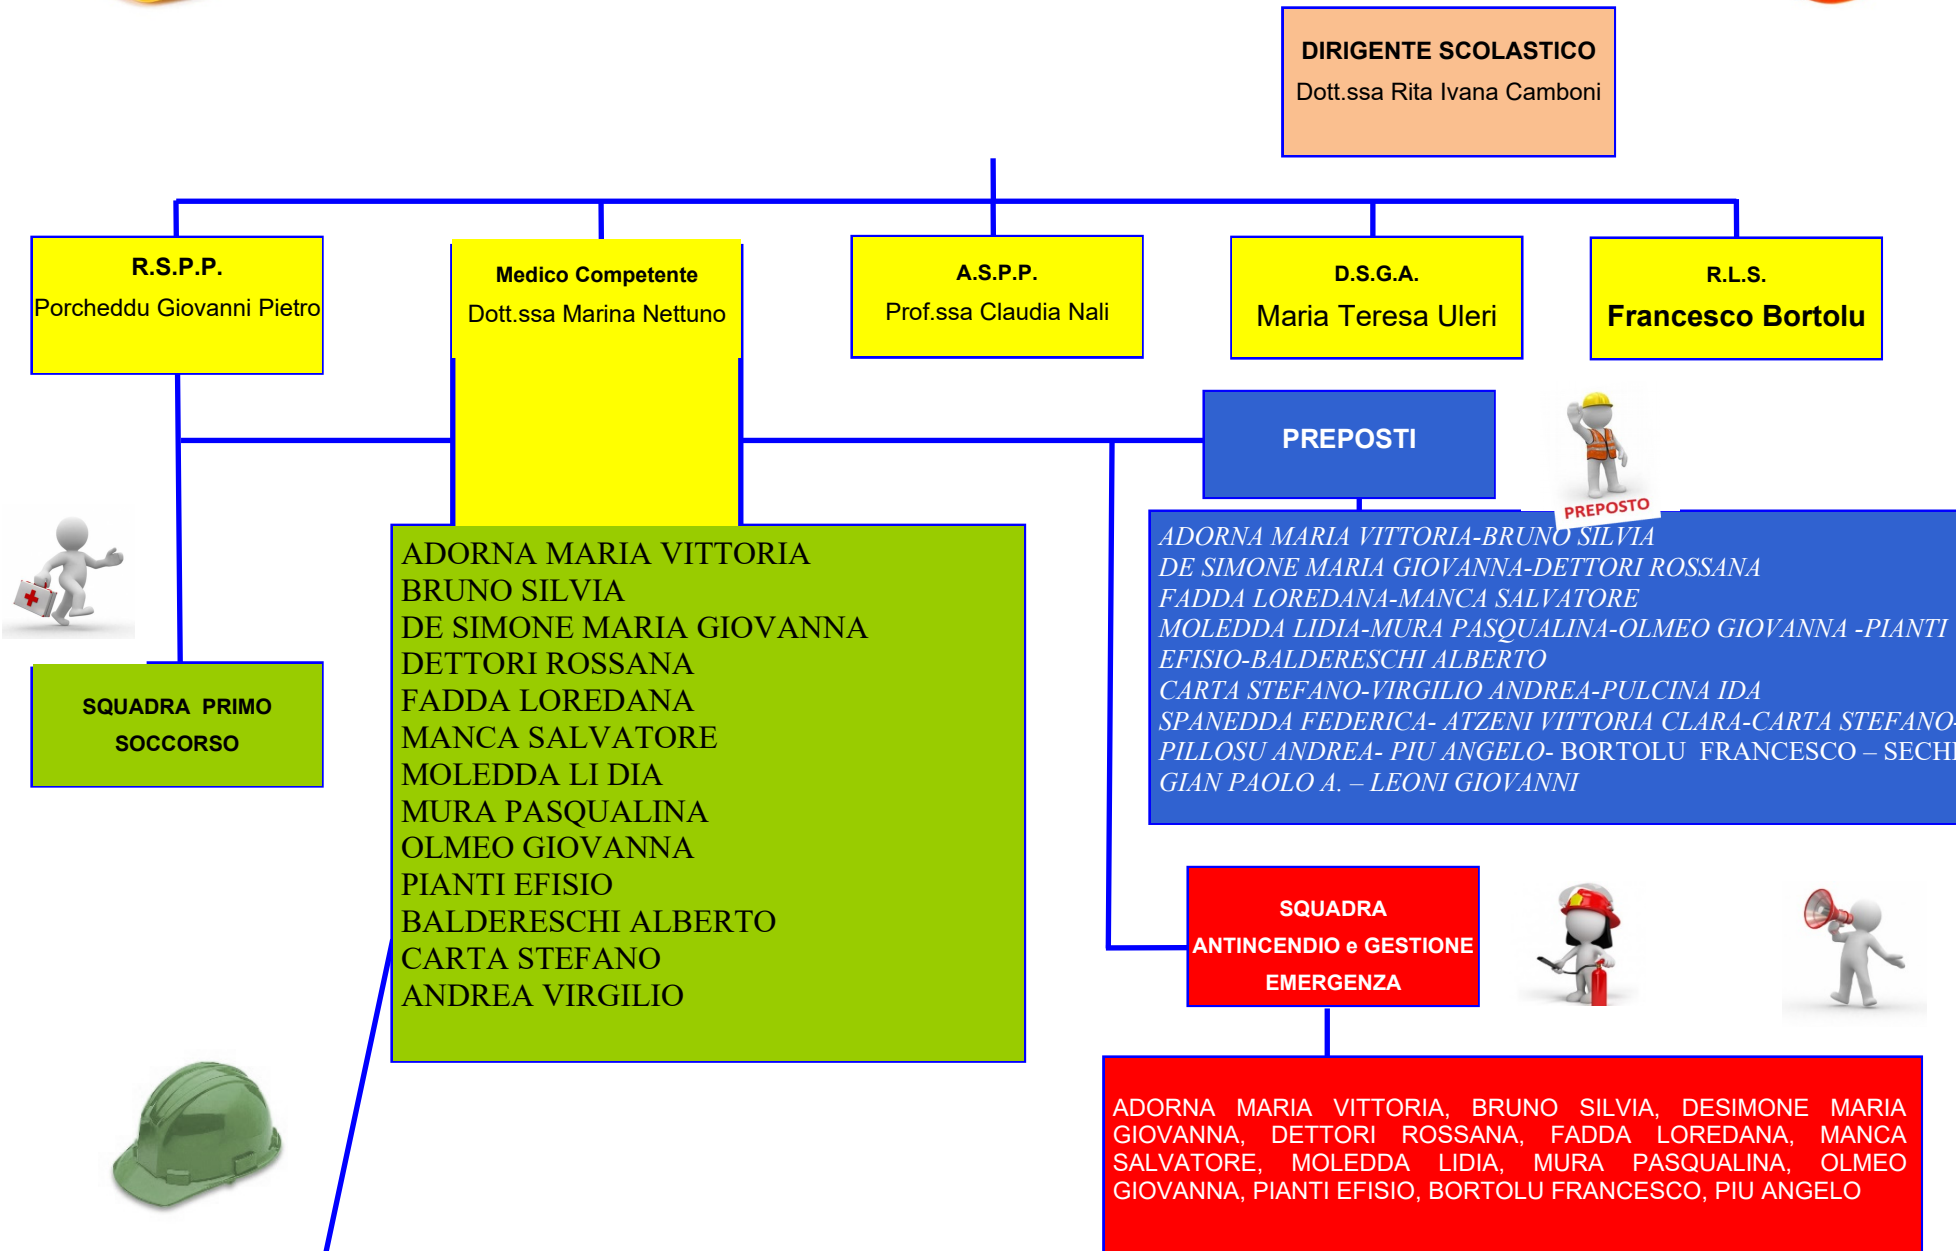 DIRIGENTE SCOLASTICO
Dott.ssa Rita Ivana Camboni
R.S.P.P.
Porcheddu Giovanni Pietro
Medico Competente
Dott.ssa Marina Nettuno
A.S.P.P.
Prof.ssa Claudia Nali
D.S.G.A.
Maria Teresa Uleri
R.L.S.
Francesco Bortolu
PREPOSTI
PREPOSTO
ADORNA MARIA VITTORIA-BRUNO SILVIA
DE SIMONE MARIA GIOVANNA-DETTORI ROSSANA
FADDA LOREDANA-MANCA SALVATORE
MOLEDDA LIDIA-MURA PASQUALINA-OLMEO GIOVANNA -PIANTI
EFISIO-BALDERESCHI ALBERTO
CARTA STEFANO-VIRGILIO ANDREA-PULCINA IDA
SPANEDDA FEDERICA- ATZENI VITTORIA CLARA-CARTA STEFANO-
PILLOSU ANDREA- PIU ANGELO- BORTOLU FRANCESCO – SECHI
GIAN PAOLO A. – LEONI GIOVANNI
SQUADRA PRIMO
SOCCORSO
ADORNA MARIA VITTORIA
BRUNO SILVIA
DE SIMONE MARIA GIOVANNA
DETTORI ROSSANA
FADDA LOREDANA
MANCA SALVATORE
MOLEDDA LI DIA
MURA PASQUALINA
OLMEO GIOVANNA
PIANTI EFISIO
BALDERESCHI ALBERTO
CARTA STEFANO
ANDREA VIRGILIO
SQUADRA
ANTINCENDIO e GESTIONE
EMERGENZA
ADORNA MARIA VITTORIA, BRUNO SILVIA, DESIMONE MARIA
GIOVANNA, DETTORI ROSSANA, FADDA LOREDANA, MANCA
SALVATORE, MOLEDDA LIDIA, MURA PASQUALINA, OLMEO
GIOVANNA, PIANTI EFISIO, BORTOLU FRANCESCO, PIU ANGELO